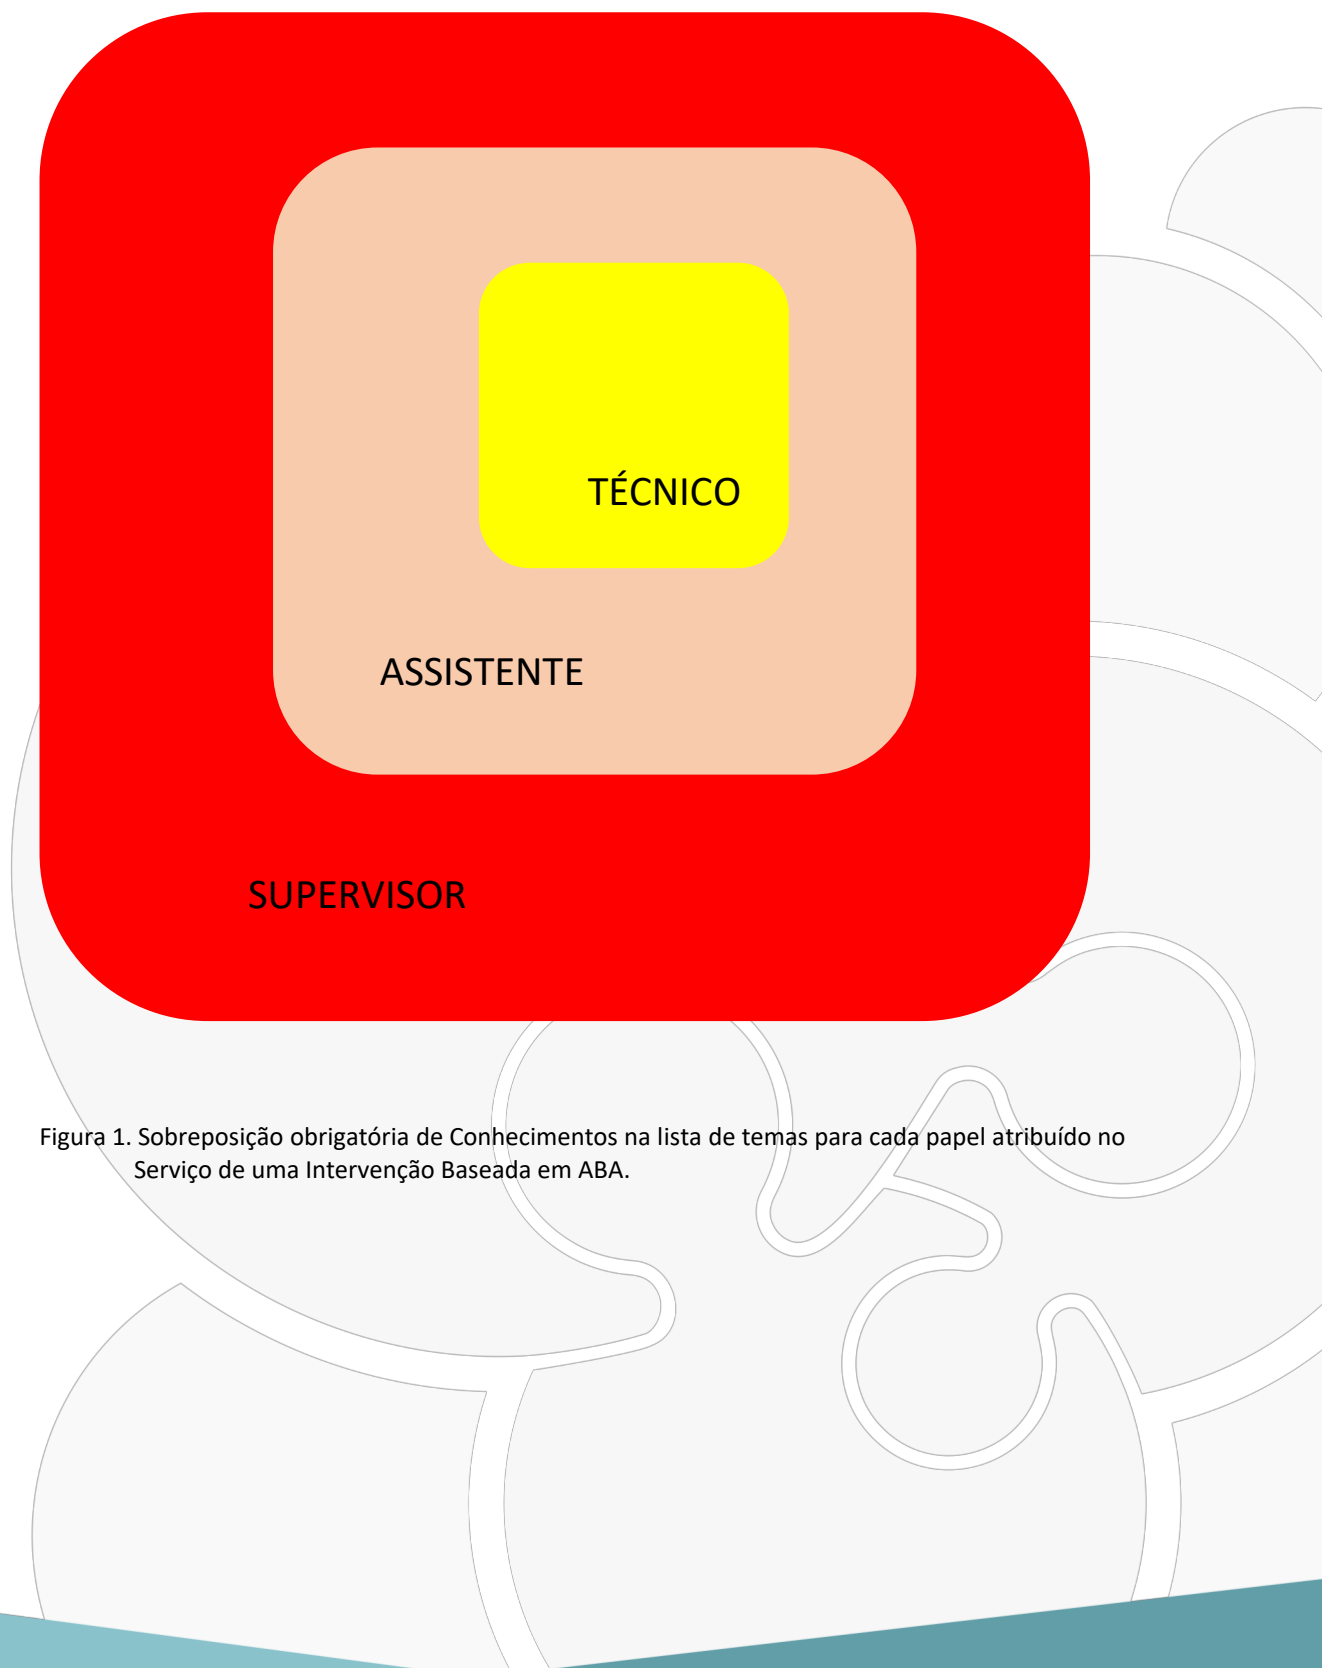 TÉCNICO
ASSISTENTE
SUPERVISOR
Figura 1. Sobreposição obrigatória de Conhecimentos na lista de temas para cada papel atribuído no
Serviço de uma Intervenção Baseada em ABA.